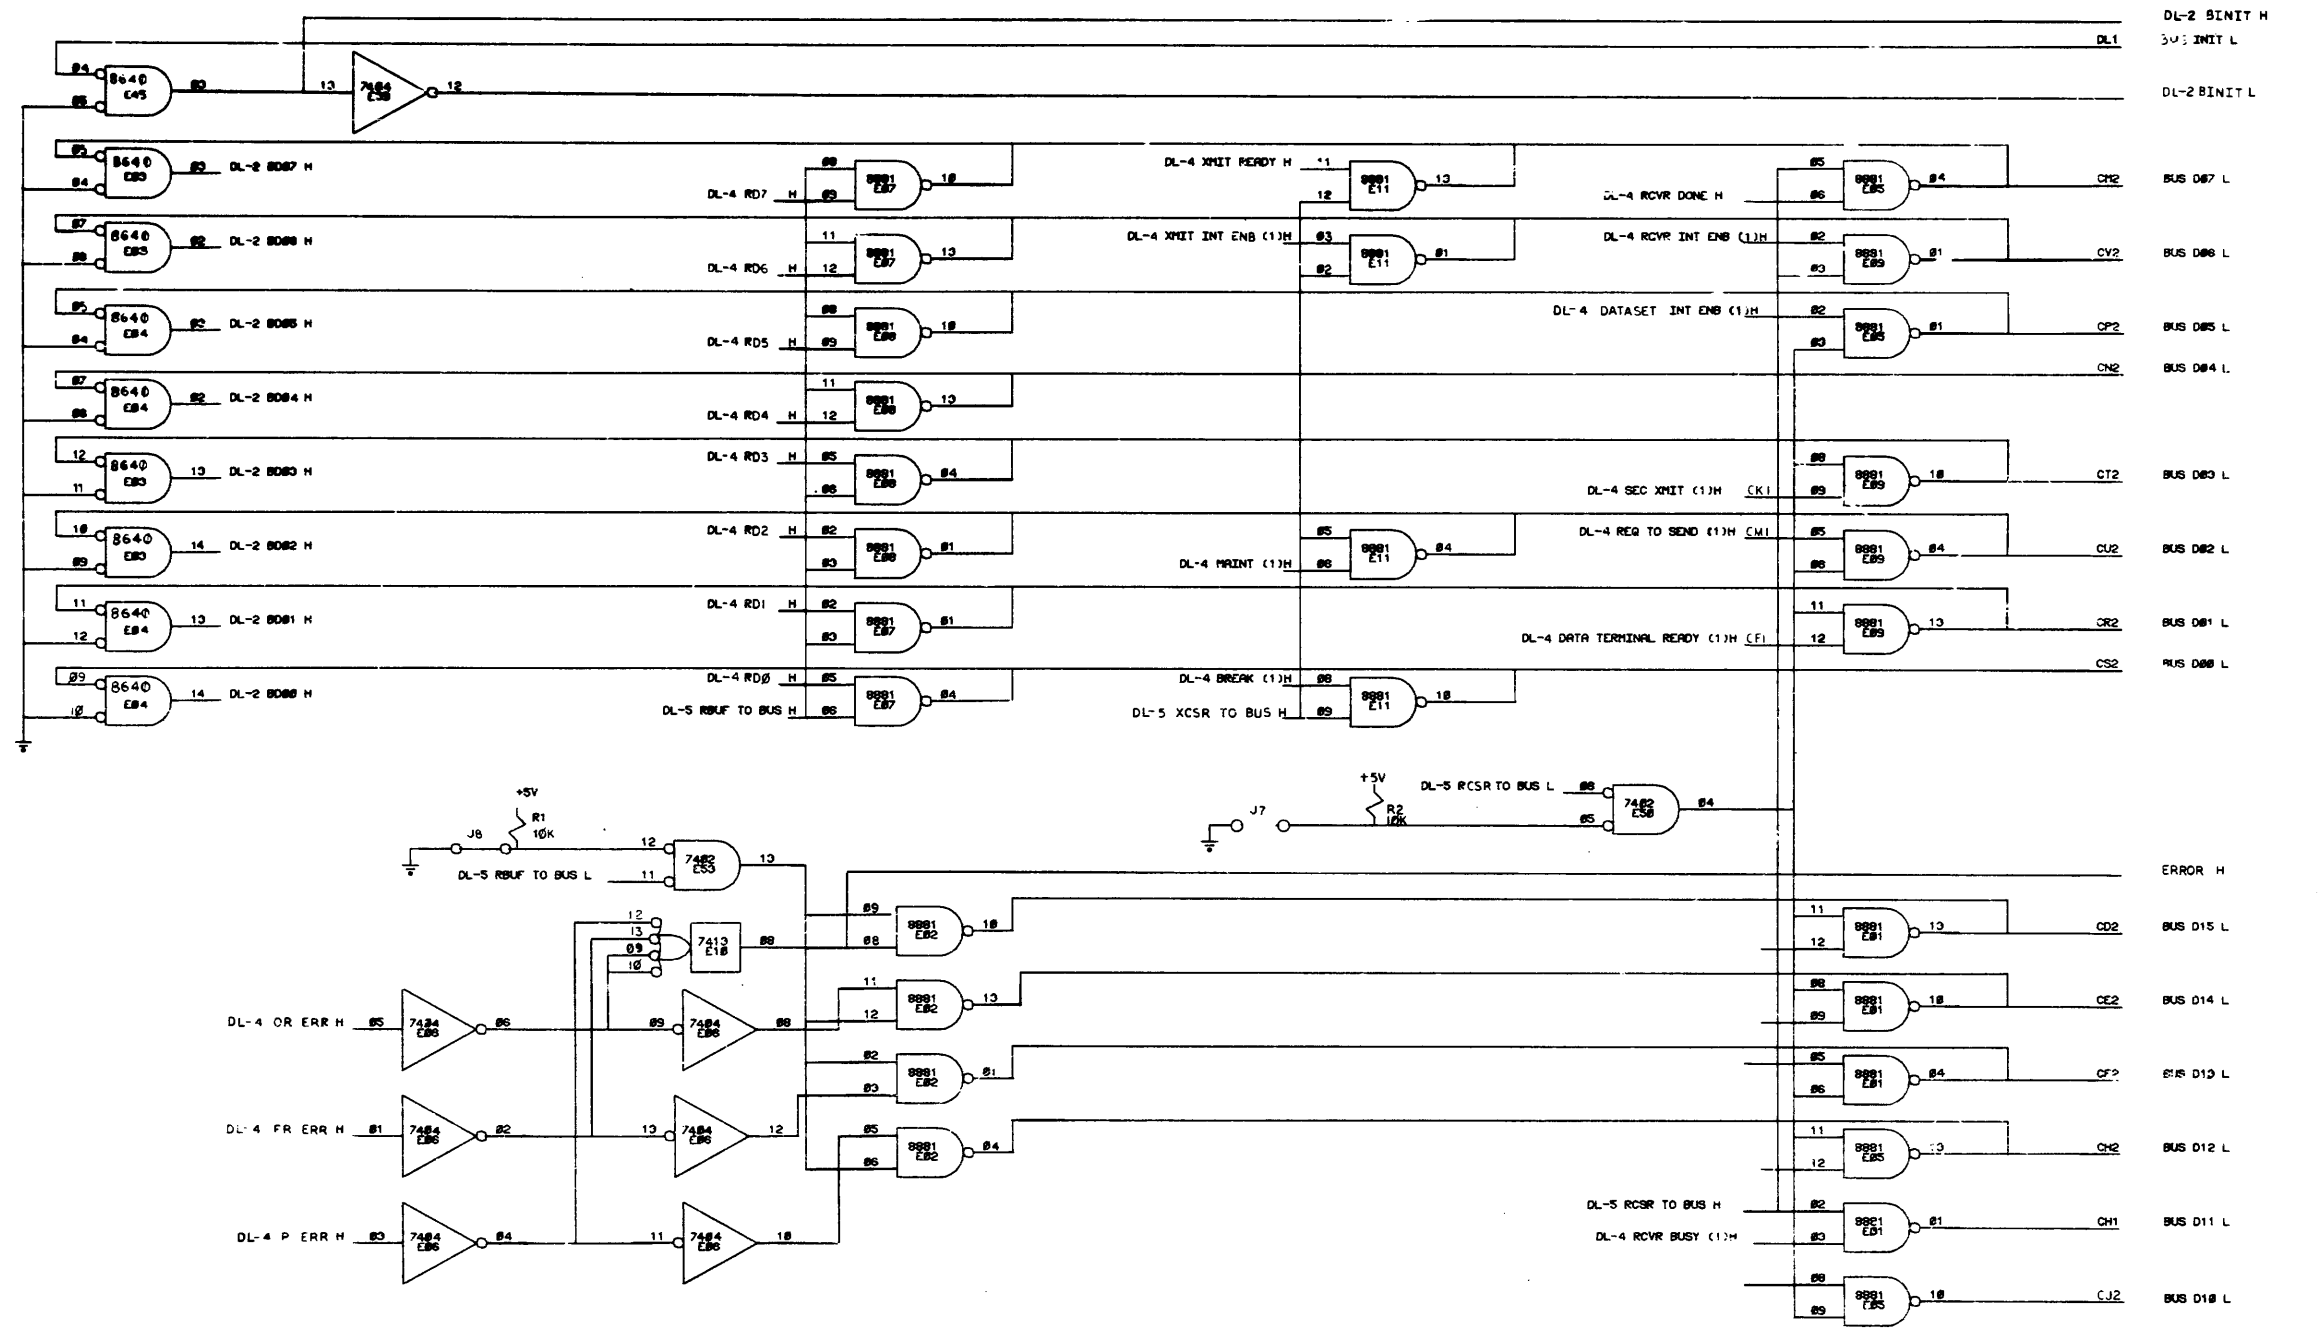 DL-2 BINIT H
DL1 INIT L
04 8640 E45 03 13 7404 12 DL-2 BINIT L
05
05 8640 E03 03 DL-2 BD07 H
04
08 8881 E07 10
DL-4 RD7 H 09
DL-4 XMIT READY H 11 8881 E11 13
12
05 8881 E05 04 CM2 BUS D07 L
DL-4 RCVR DONE H 06
07 8640 E03 02 DL-2 BD06 H
06
11 8881 E07 13
DL-4 RD6 H 12
DL-4 XMIT INT ENB (1)H 03 8881 E11 01
02
DL-4 RCVR INT ENB (1)H 02 8881 E09 01 CV2 BUS D06 L
03
05 8640 E04 03 DL-2 BD05 H
04
08 8881 E08 10
DL-4 RD5 H 09
DL-4 DATASET INT ENB (1)H 02 8881 E05 01 CP2 BUS D05 L
03
07 8640 E04 02 DL-2 BD04 H
06
11 8881 E08 13
DL-4 RD4 H 12
CN2 BUS D04 L
12 8640 E03 13 DL-2 BD03 H
11
DL-4 RD3 H 05 8881 E08 04
06
08 8881 E09 10 CT2 BUS D03 L
DL-4 SEC XMIT (1)H CK1 09
10 8640 E03 14 DL-2 BD02 H
09
DL-4 RD2 H 02 8881 E08 01
03
05 8881 E11 04
DL-4 MAINT (1)H 06
DL-4 REQ TO SEND (1)H CM1 05 8881 E09 04 CU2 BUS D02 L
06
11 8640 E04 13 DL-2 BD01 H
12
DL-4 RD1 H 02 8881 E07 01
03
11 8881 E09 13 CR2 BUS D01 L
DL-4 DATA TERMINAL READY (1)H CF1 12
09 8640 E04 14 DL-2 BD00 H
10
DL-4 RD0 H 05 8881 E07 04
DL-5 RBUF TO BUS H 06
DL-4 BREAK (1)H 08 8881 E11 10
DL-5 XCSR TO BUS H 09
CS2 BUS D00 L
+5V
R1
10K
J8 12 7402 E53 13
DL-5 RBUF TO BUS L 11
+5V
R2
10K
J7 05
DL-5 RCSR TO BUS L 06 7402 E50 04
ERROR H
12
13
09
10
7413 E10 08
09 8881 E02 10
08
11 8881 E01 13 CD2 BUS D15 L
12
11 8881 E02 13
12
08 8881 E01 10 CE2 BUS D14 L
09
DL-4 OR ERR H 05 7404 E06 06 09 7404 E06 08
02 8881 E02 01
03
05 8881 E01 04 BUS D13 L
06
DL-4 FR ERR H 01 7404 E06 02 13 7404 E06 12
05 8881 E02 04
06
11 8881 E05 13 CH2 BUS D12 L
12
DL-5 RCSR TO BUS H 02 8881 E01 01 CH1 BUS D11 L
DL-4 RCVR BUSY (1)H 03
DL-4 P ERR H 03 7404 E06 04 11 7404 E06 10
08 8881 E05 10 CJ2 BUS D10 L
09